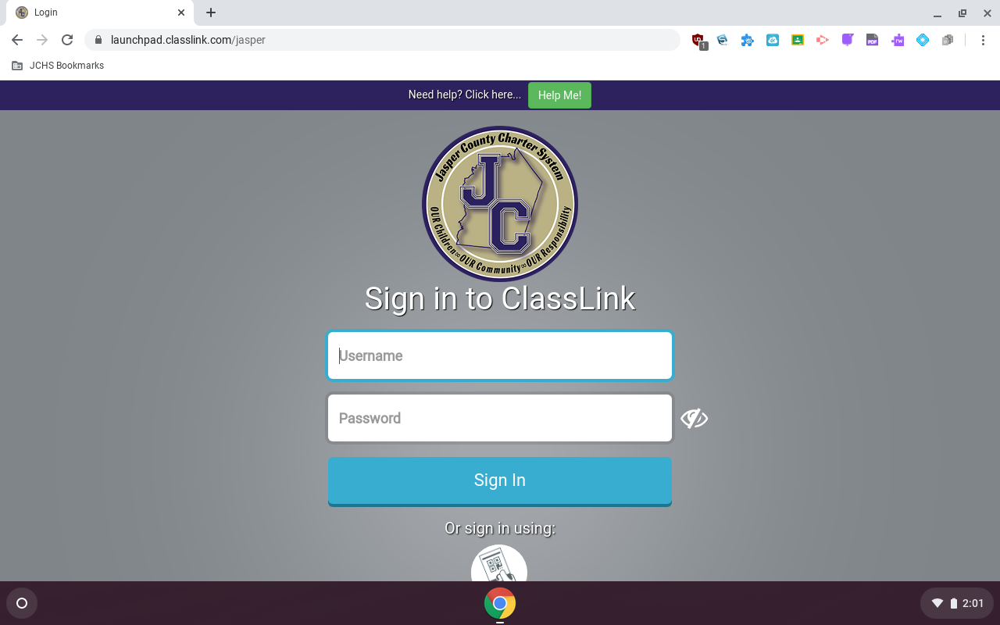 Login
launchpad.classlink.com/jasper
1
JCHS Bookmarks
Need help? Click here... Help Me!
Jasper County Charter System
JC
OUR Children∞OUR Community∞OUR Responsibility
Sign in to ClassLink
Username
Password
Sign In
Or sign in using:
2:01